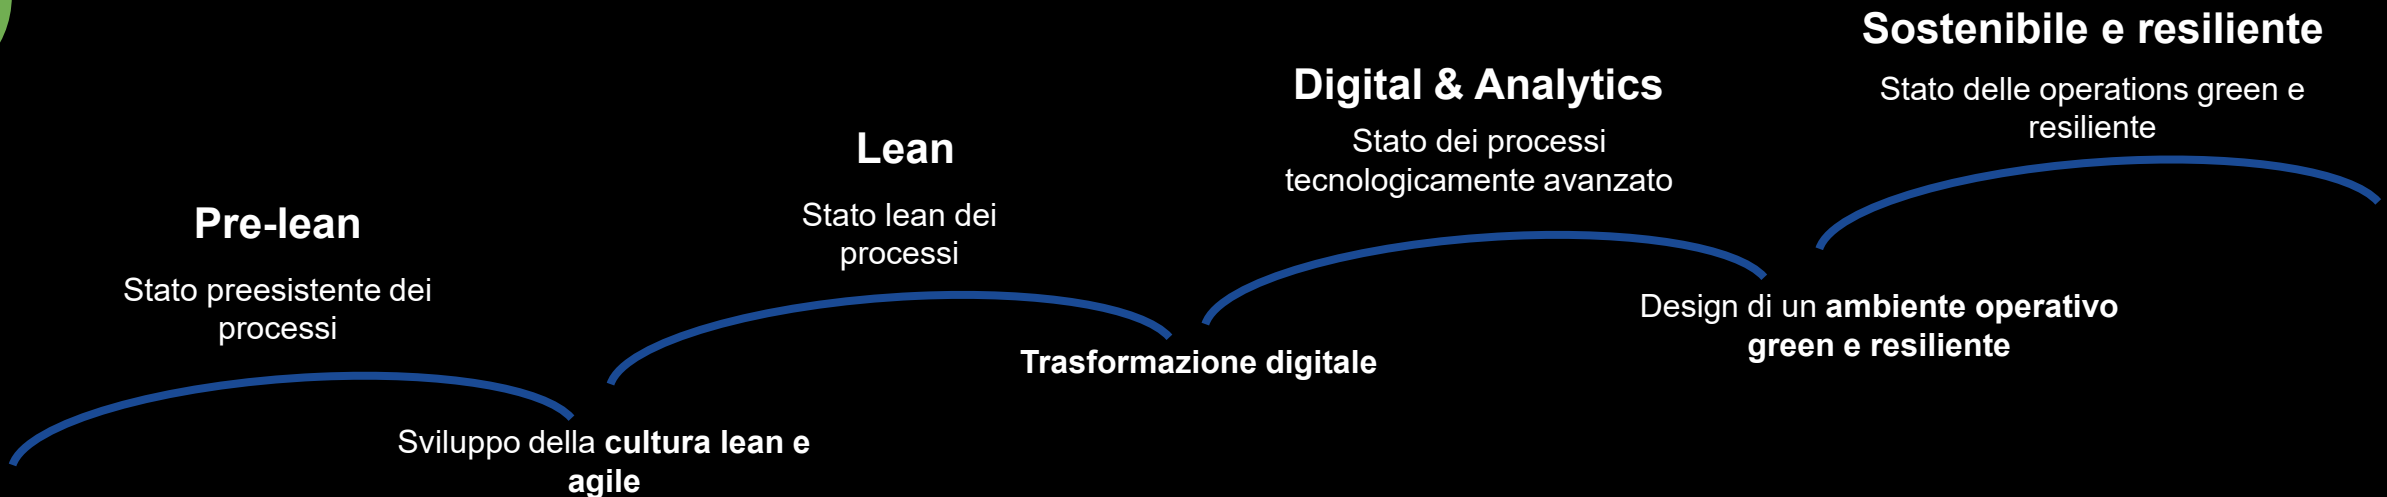 Pre-lean
Stato preesistente dei
processi
Sviluppo della cultura lean e
agile
Lean
Stato lean dei
processi
Trasformazione digitale
Digital & Analytics
Stato dei processi
tecnologicamente avanzato
Design di un ambiente operativo
green e resiliente
Sostenibile e resiliente
Stato delle operations green e
resiliente